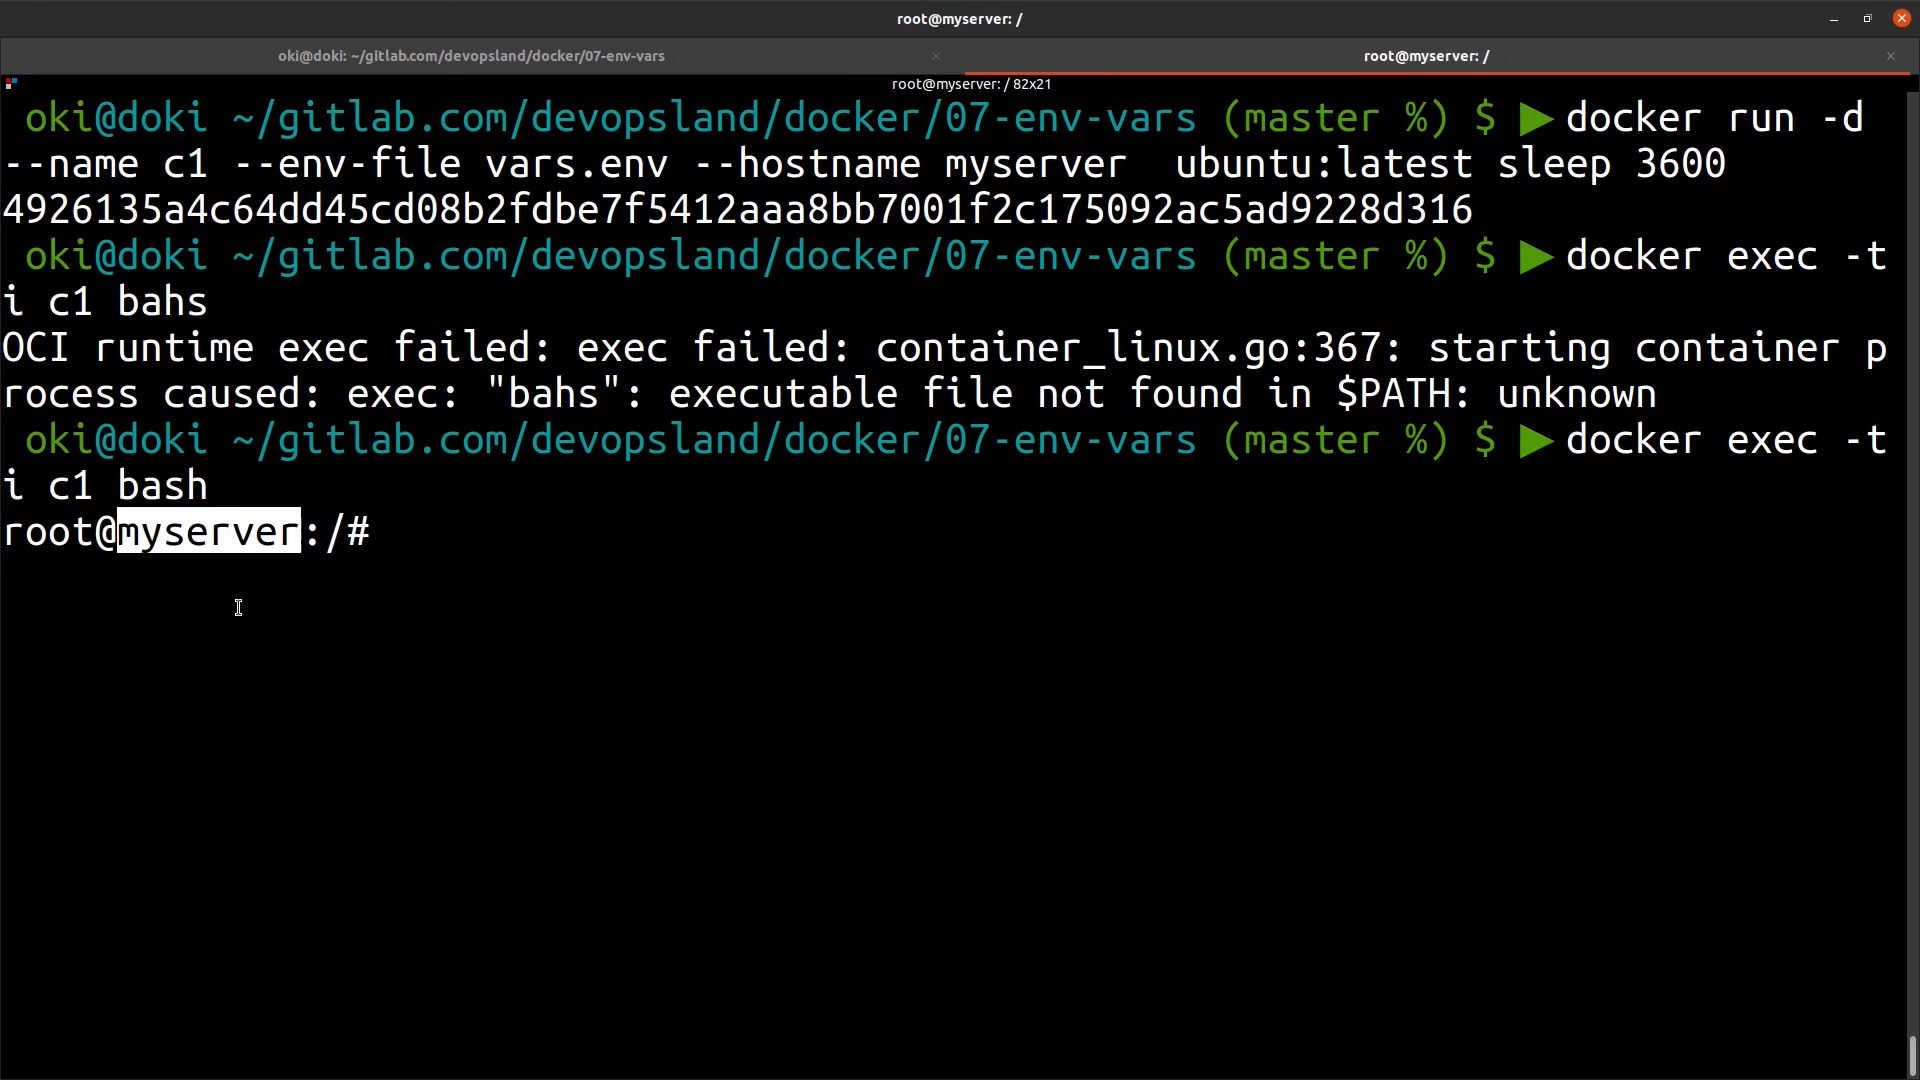 root@myserver: /
oki@doki: ~/gitlab.com/devopsland/docker/07-env-vars
root@myserver: /
root@myserver: / 82x21
oki@doki ~/gitlab.com/devopsland/docker/07-env-vars (master %) $ ▶ docker run -d
--name c1 --env-file vars.env --hostname myserver  ubuntu:latest sleep 3600
4926135a4c64dd45cd08b2fdbe7f5412aaa8bb7001f2c175092ac5ad9228d316
oki@doki ~/gitlab.com/devopsland/docker/07-env-vars (master %) $ ▶ docker exec -t
i c1 bahs
OCI runtime exec failed: exec failed: container_linux.go:367: starting container p
rocess caused: exec: "bahs": executable file not found in $PATH: unknown
oki@doki ~/gitlab.com/devopsland/docker/07-env-vars (master %) $ ▶ docker exec -t
i c1 bash
root@myserver:/#